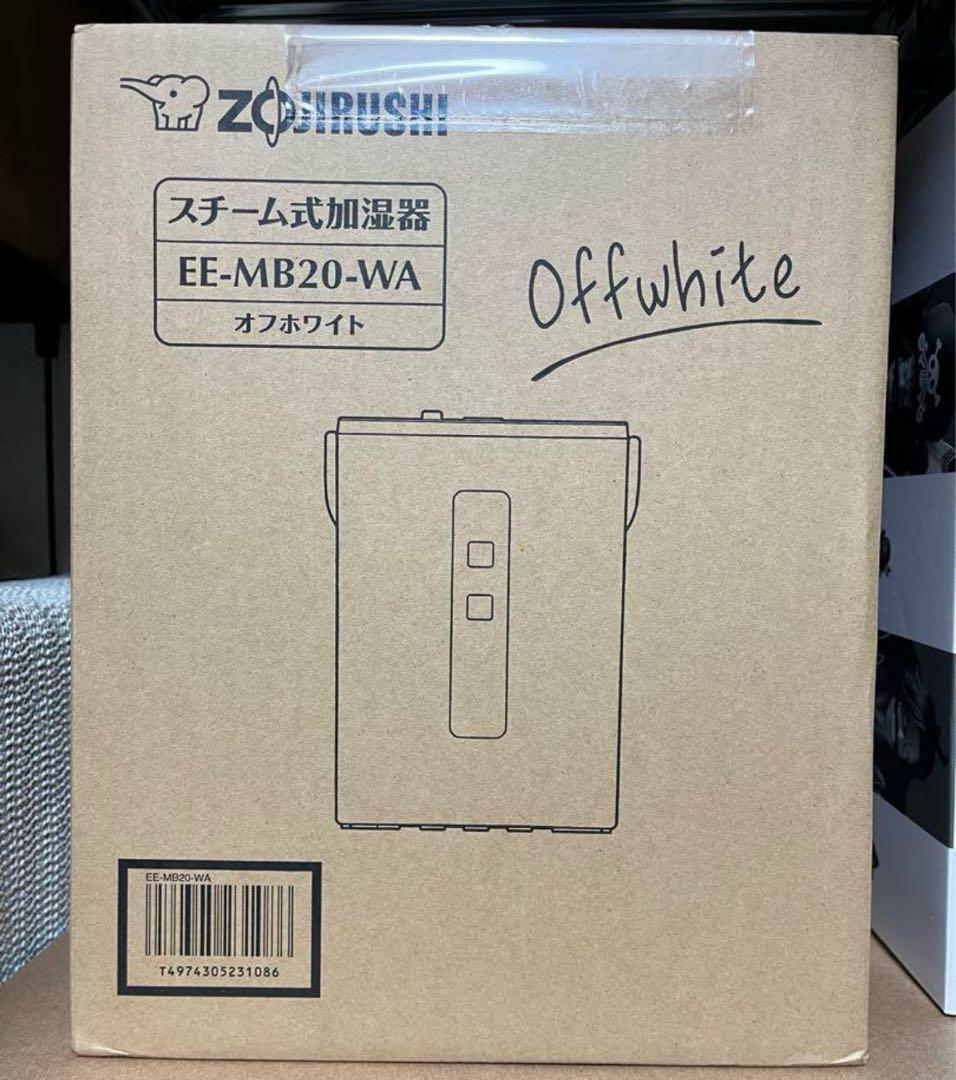 ZOJIRUSHI
スチーム式加湿器
EE-MB20-WA
オフホワイト
Offwhite
EE-MB20-WA
T4974305231086